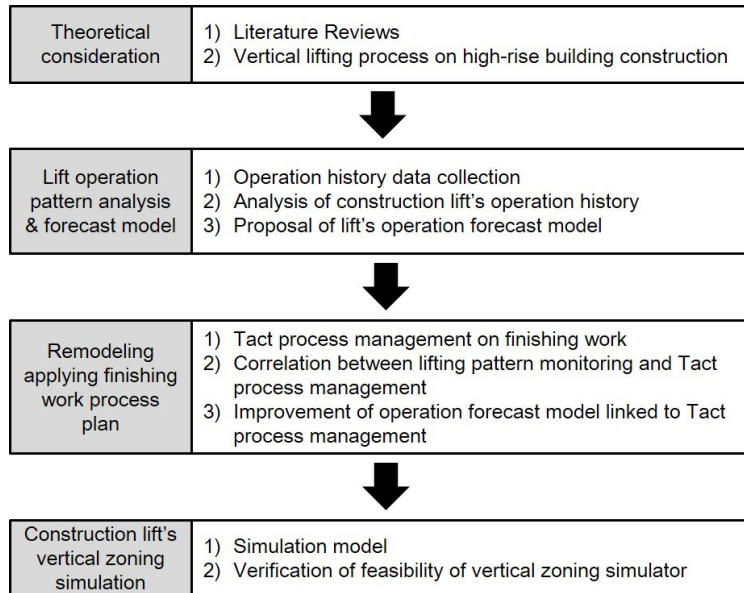 Theoretical
consideration
1) Literature Reviews
2) Vertical lifting process on high-rise building construction
Lift operation
pattern analysis
& forecast model
1) Operation history data collection
2) Analysis of construction lift's operation history
3) Proposal of lift's operation forecast model
Remodeling
applying finishing
work process
plan
1) Tact process management on finishing work
2) Correlation between lifting pattern monitoring and Tact
process management
3) Improvement of operation forecast model linked to Tact
process management
Construction lift's
vertical zoning
simulation
1) Simulation model
2) Verification of feasibility of vertical zoning simulator